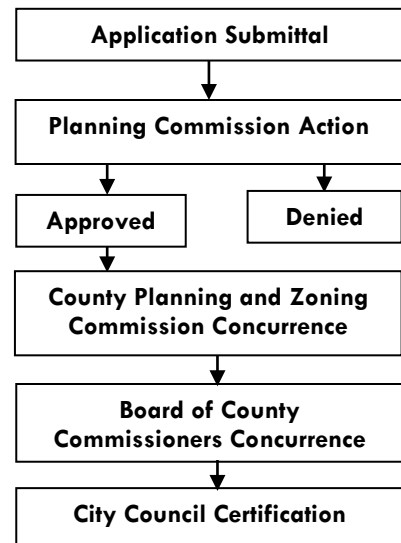 Application Submittal
Planning Commission Action
Approved
Denied
County Planning and Zoning
Commission Concurrence
Board of County
Commissioners Concurrence
City Council Certification